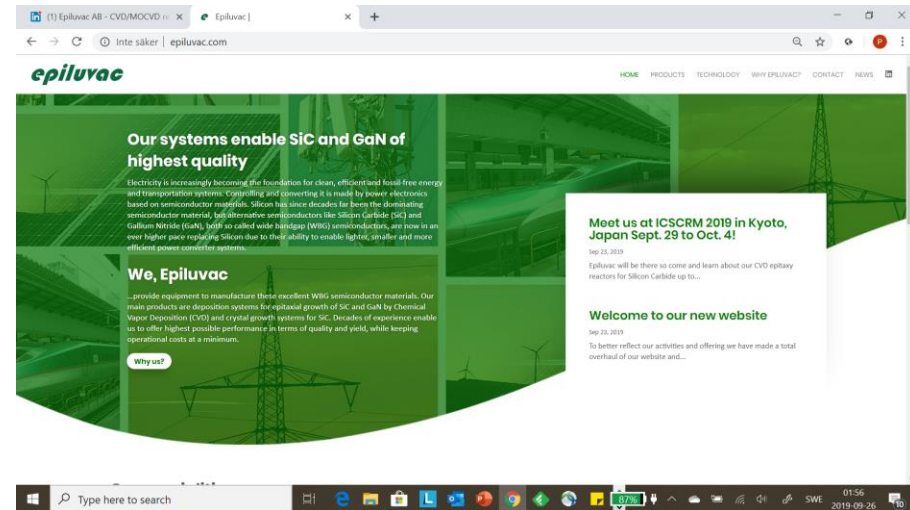 (1) Epiluvac AB - CVD/MOCVD re
Epiluvac |
Inte säker | epiluvac.com
epiluvac
HOME PRODUCTS TECHNOLOGY WHY EPILUVAC? CONTACT NEWS
Our systems enable SiC and GaN of
highest quality
Electricity is increasingly becoming the foundation for clean, efficient and fossil-free energy
and transportation systems. Controlling and converting it is made by power electronics
based on semiconductor materials. Silicon has since decades far been the dominating
semiconductor material, but alternative semiconductors like Silicon Carbide (SiC) and
Gallium Nitride (GaN), both so called wide bandgap (WBG) semiconductors, are now in an
ever higher pace replacing Silicon due to their ability to enable lighter, smaller and more
efficient power converter systems.
We, Epiluvac
...provide equipment to manufacture these excellent WBG semiconductor materials. Our
main products are deposition systems for epitaxial growth of SiC and GaN by Chemical
Vapor Deposition (CVD) and crystal growth systems for SiC. Decades of experience enable
us to offer highest possible performance in terms of quality and yield, while keeping
operational costs at a minimum.
Why us?
Meet us at ICSCRM 2019 in Kyoto,
Japan Sept. 29 to Oct. 4!
Sep 23, 2019
Epiluvac will be there so come and learn about our CVD epitaxy
reactors for Silicon Carbide up to...
Welcome to our new website
Sep 23, 2019
To better reflect our activities and offering we have made a total
overhaul of our website and...
Type here to search
87%
SWE
01:56
2019-09-26
10